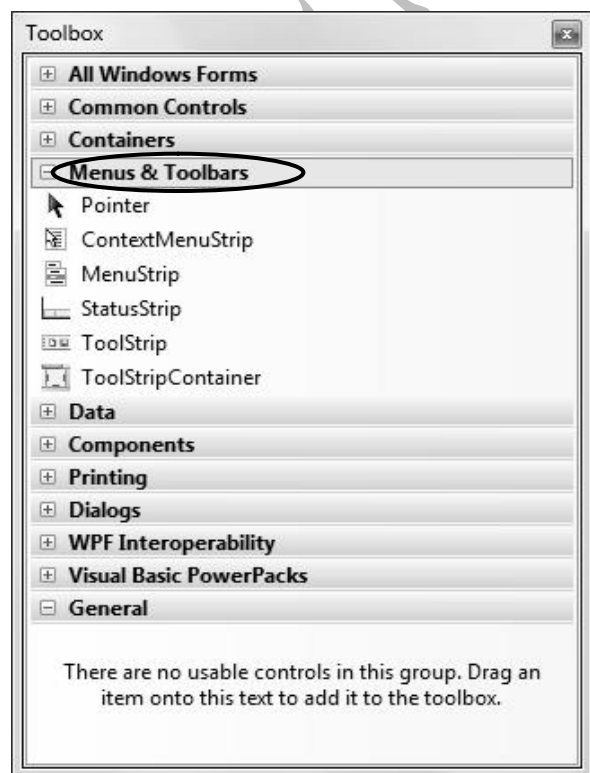 Toolbox
All Windows Forms
Common Controls
Containers
Menus & Toolbars
Pointer
ContextMenuStrip
MenuStrip
StatusStrip
ToolStrip
ToolStripContainer
Data
Components
Printing
Dialogs
WPF Interoperability
Visual Basic PowerPacks
General
There are no usable controls in this group. Drag an
item onto this text to add it to the toolbox.